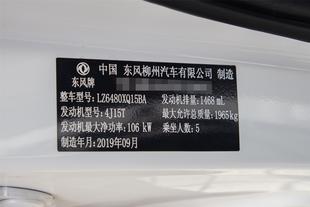 中国 东风柳州汽车有限公司 制造
东风牌
整车型号:LZ6480XQ15BA 发动机排量:1468 mL
发动机型号:4J15T 最大允许总质量:1965kg
发动机最大净功率:106 kW 乘坐人数:5
制造年月:2019年09月